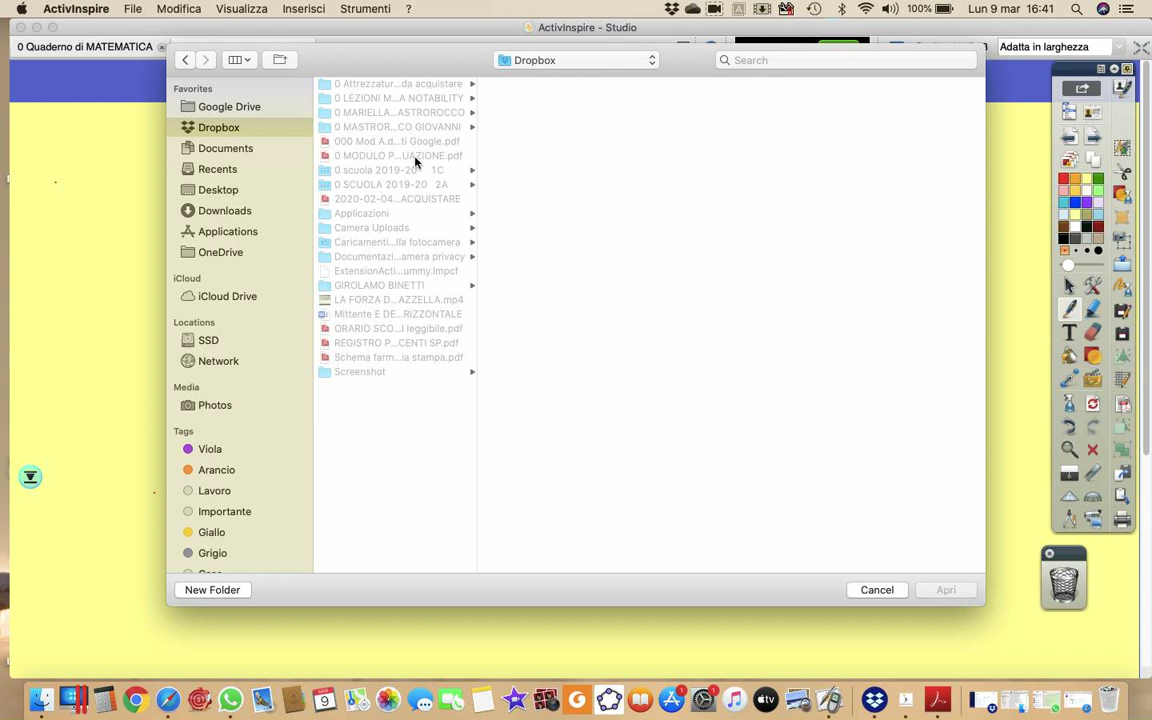 ActivInspire File Modifica Visualizza Inserisci Strumenti ? 100% Lun 9 mar 16:41
ActivInspire - Studio
0 Quaderno di MATEMATICA
Adatta in larghezza
Dropbox
Search
Favorites
Google Drive
Dropbox
Documents
Recents
Desktop
Downloads
Applications
OneDrive
iCloud
iCloud Drive
Locations
SSD
Network
Media
Photos
Tags
Viola
Arancio
Lavoro
Importante
Giallo
Grigio
0 Attrezzatur...da acquistare
0 LEZIONI M...A NOTABILITY
0 MARIELLA...ASTROROCCO
0 MASTROR...CO GIOVANNI
000 Mod A.d...ti Google.pdf
0 MODULO P...UAZIONE.pdf
0 scuola 2019-20 1C
0 SCUOLA 2019-20 2A
2020-02-04...ACQUISTARE
Applicazioni
Camera Uploads
Caricamenti...lla fotocamera
Documentazi...amera privacy
ExtensionActi...ummy.lmpcf
GIROLAMO BINETTI
LA FORZA D...AZZELLA.mp4
Mittente E DE...RIZZONTALE
ORARIO SCO...I leggibile.pdf
REGISTRO P...CENTI SP.pdf
Schema farm...ia stampa.pdf
Screenshot
New Folder
Cancel
Apri